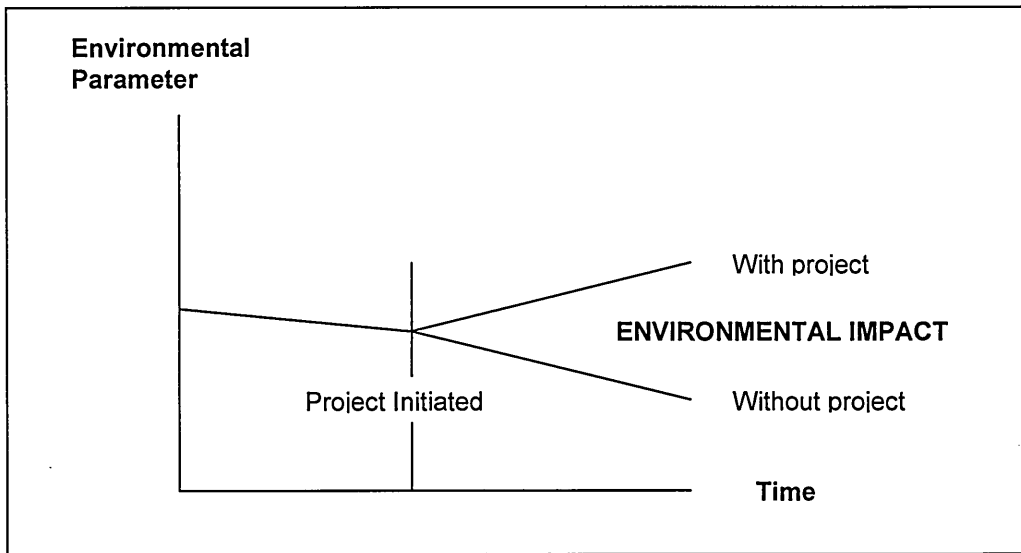 Environmental
Parameter
With project
ENVIRONMENTAL IMPACT
Project Initiated
Without project
Time